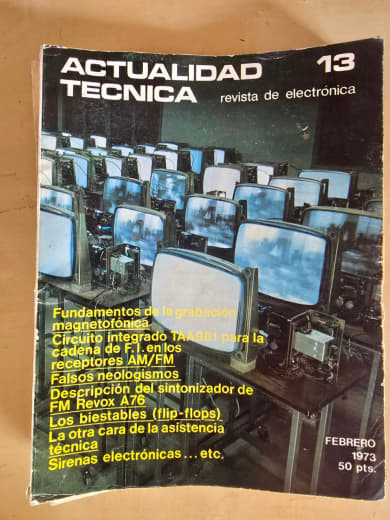 ACTUALIDAD 13
TECNICA revista de electrónica
Fundamentos de la grabación
magnetofónica
Circuito integrado TAA981 para la
cadena de F.I. en los
receptores AM/FM
Falsos neologismos
Descripción del sintonizador de
FM Revox A76
Los biestables (flip-flops)
La otra cara de la asistencia
técnica
Sirenas electrónicas... etc.
FEBRERO
1973
50 pts.